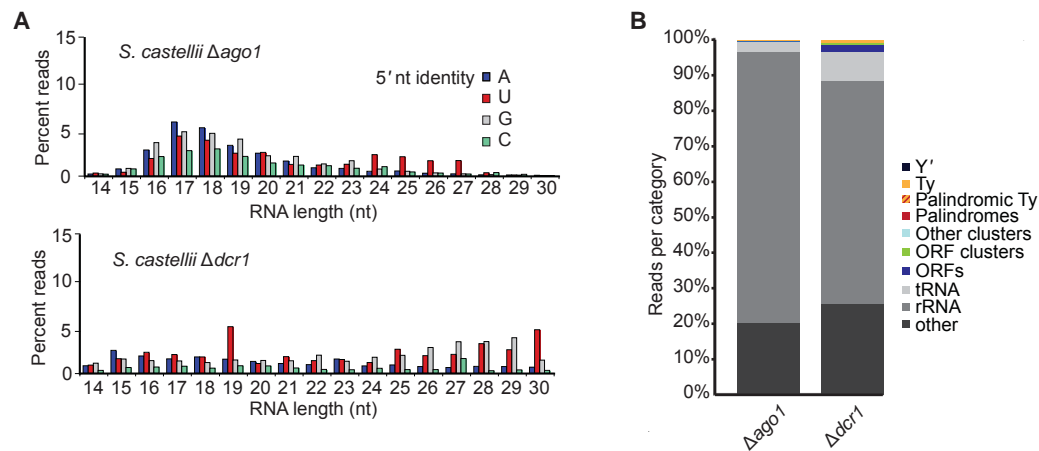 A
S. castellii Δago1
5′ nt identity
A
U
G
C
Percent reads
15
10
5
0
14 15 16 17 18 19 20 21 22 23 24 25 26 27 28 29 30
RNA length (nt)
S. castellii Δdcr1
Percent reads
15
10
5
0
14 15 16 17 18 19 20 21 22 23 24 25 26 27 28 29 30
RNA length (nt)
B
Reads per category
100%
90%
80%
70%
60%
50%
40%
30%
20%
10%
0%
Δago1
Δdcr1
Y′
Ty
Palindromic Ty
Palindromes
Other clusters
ORF clusters
ORFs
tRNA
rRNA
other